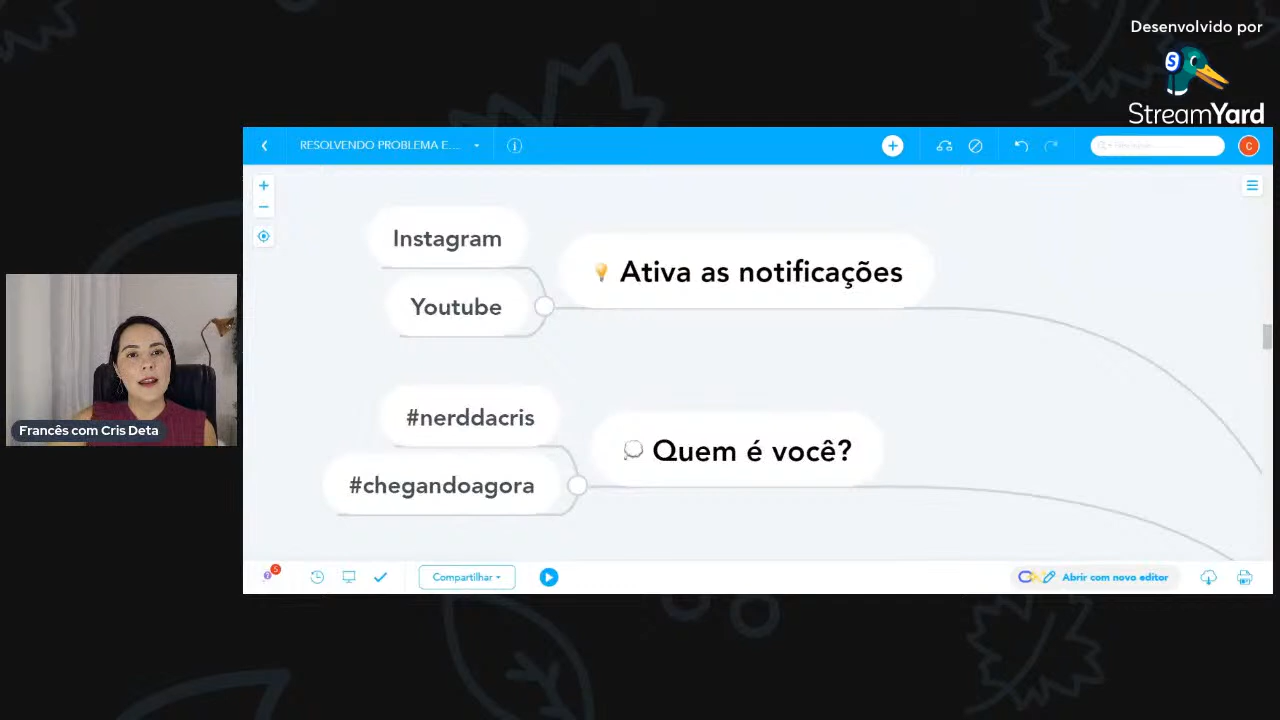 Desenvolvido por
StreamYard
RESOLVENDO PROBLEMA E...
C
Instagram
Youtube
Ativa as notificações
#nerddacris
#chegandoagora
Quem é você?
Francês com Cris Deta
5
Compartilhar
Abrir com novo editor